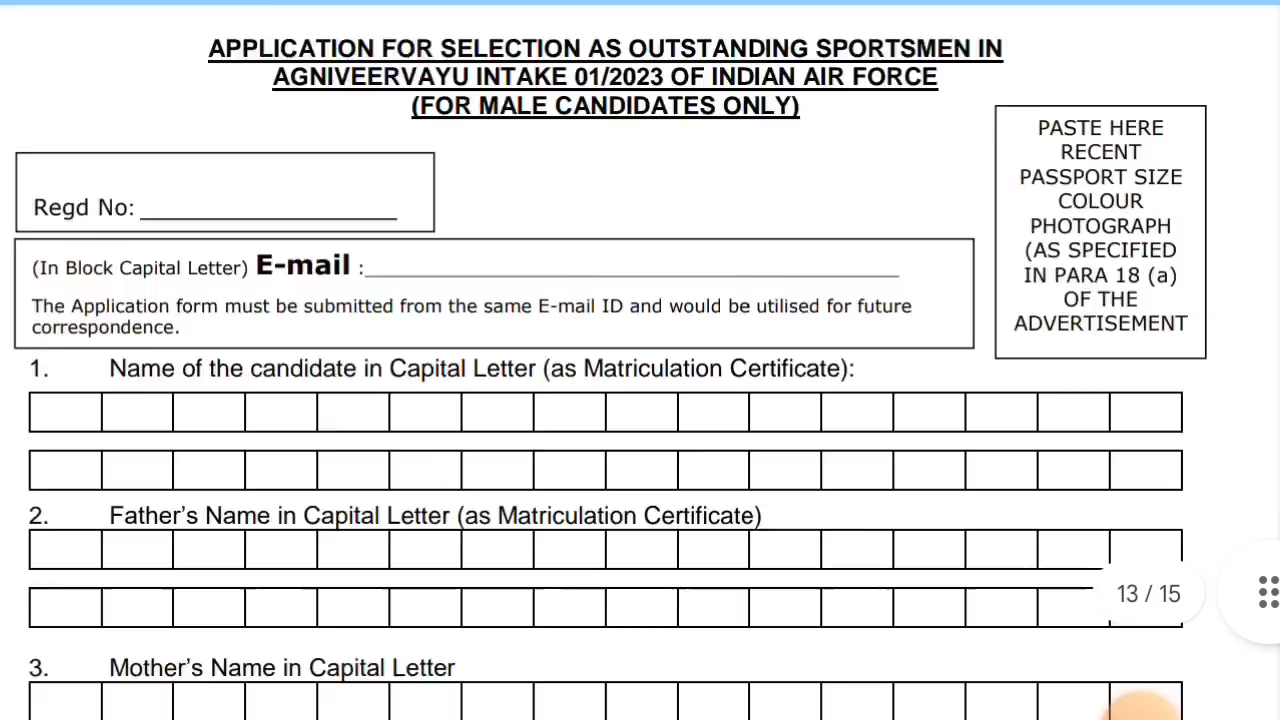 APPLICATION FOR SELECTION AS OUTSTANDING SPORTSMEN IN
AGNIVEERVAYU INTAKE 01/2023 OF INDIAN AIR FORCE
(FOR MALE CANDIDATES ONLY)
PASTE HERE
RECENT
PASSPORT SIZE
COLOUR
PHOTOGRAPH
(AS SPECIFIED
IN PARA 18 (a)
OF THE
ADVERTISEMENT
Regd No: ____________________
(In Block Capital Letter) E-mail :____________________
The Application form must be submitted from the same E-mail ID and would be utilised for future
correspondence.
1. Name of the candidate in Capital Letter (as Matriculation Certificate):
2. Father’s Name in Capital Letter (as Matriculation Certificate)
13 / 15
3. Mother’s Name in Capital Letter